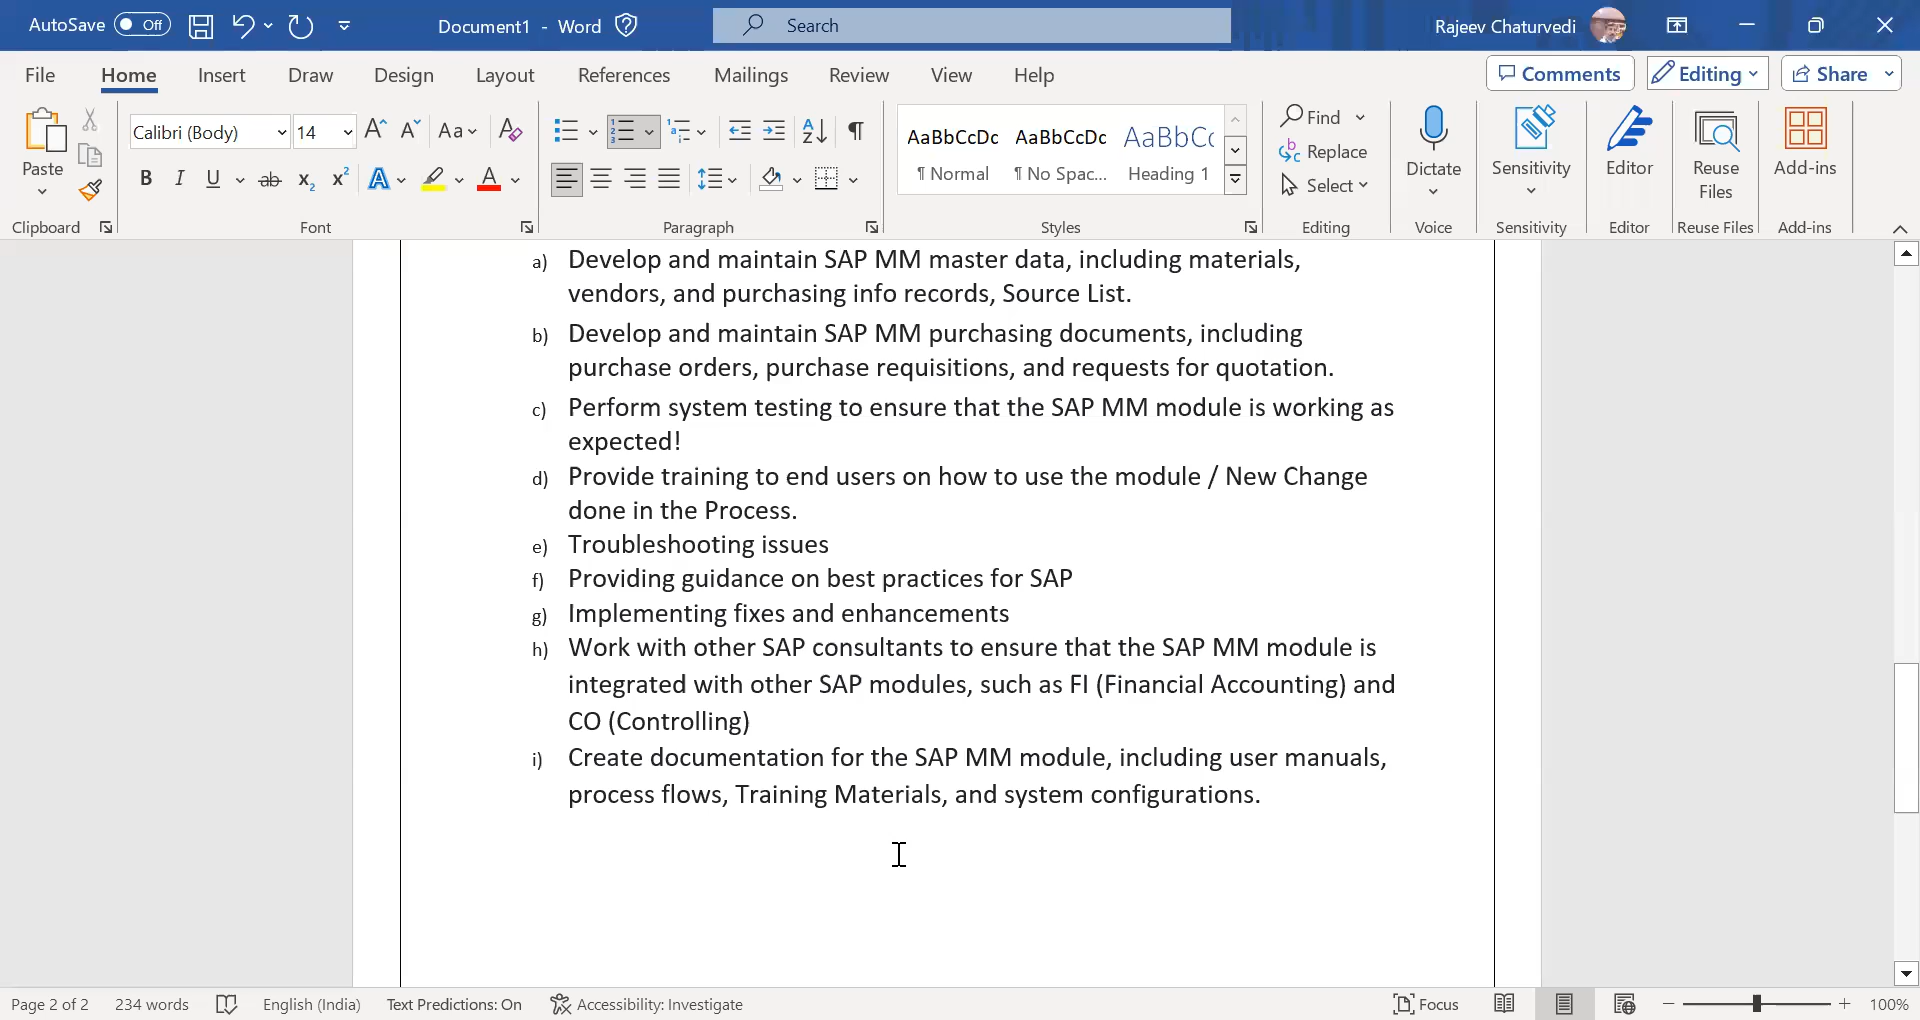 AutoSave Off Document1 - Word Search Rajeev Chaturvedi
File Home Insert Draw Design Layout References Mailings Review View Help Comments Editing Share
Paste Calibri (Body) 14 Aa AaBbCcDc AaBbCcDc AaBbC Find Replace Select Dictate Sensitivity Editor Reuse Files Add-ins
B I U ab x₂ x² A A ¶ Normal ¶ No Spac... Heading 1
Clipboard Font Paragraph Styles Editing Voice Sensitivity Editor Reuse Files Add-ins
a) Develop and maintain SAP MM master data, including materials,
vendors, and purchasing info records, Source List.
b) Develop and maintain SAP MM purchasing documents, including
purchase orders, purchase requisitions, and requests for quotation.
c) Perform system testing to ensure that the SAP MM module is working as
expected!
d) Provide training to end users on how to use the module / New Change
done in the Process.
e) Troubleshooting issues
f) Providing guidance on best practices for SAP
g) Implementing fixes and enhancements
h) Work with other SAP consultants to ensure that the SAP MM module is
integrated with other SAP modules, such as FI (Financial Accounting) and
CO (Controlling)
i) Create documentation for the SAP MM module, including user manuals,
process flows, Training Materials, and system configurations.
Page 2 of 2 234 words English (India) Text Predictions: On Accessibility: Investigate Focus 100%